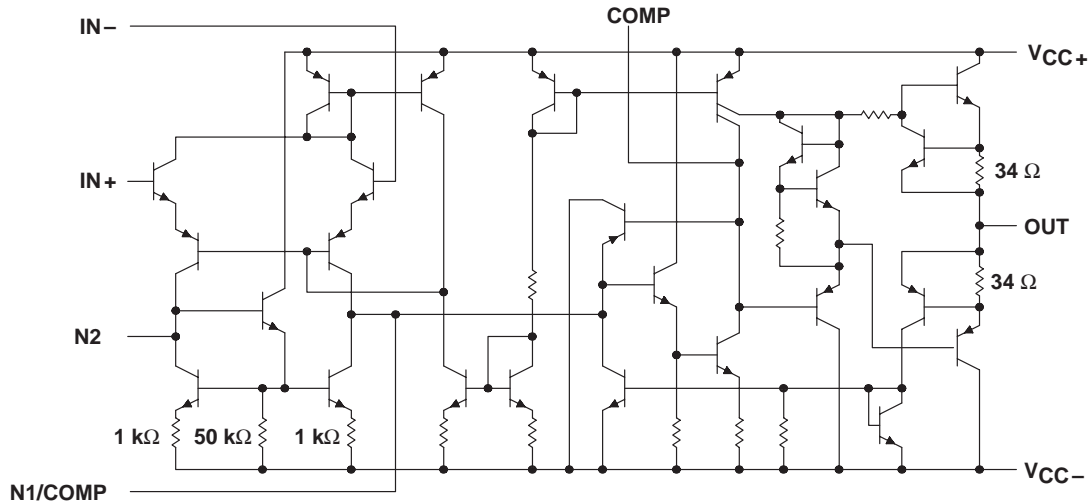 COMP
IN−
VCC+
IN+
34 Ω
OUT
34 Ω
N2
1 kΩ
50 kΩ
1 kΩ
VCC−
N1/COMP